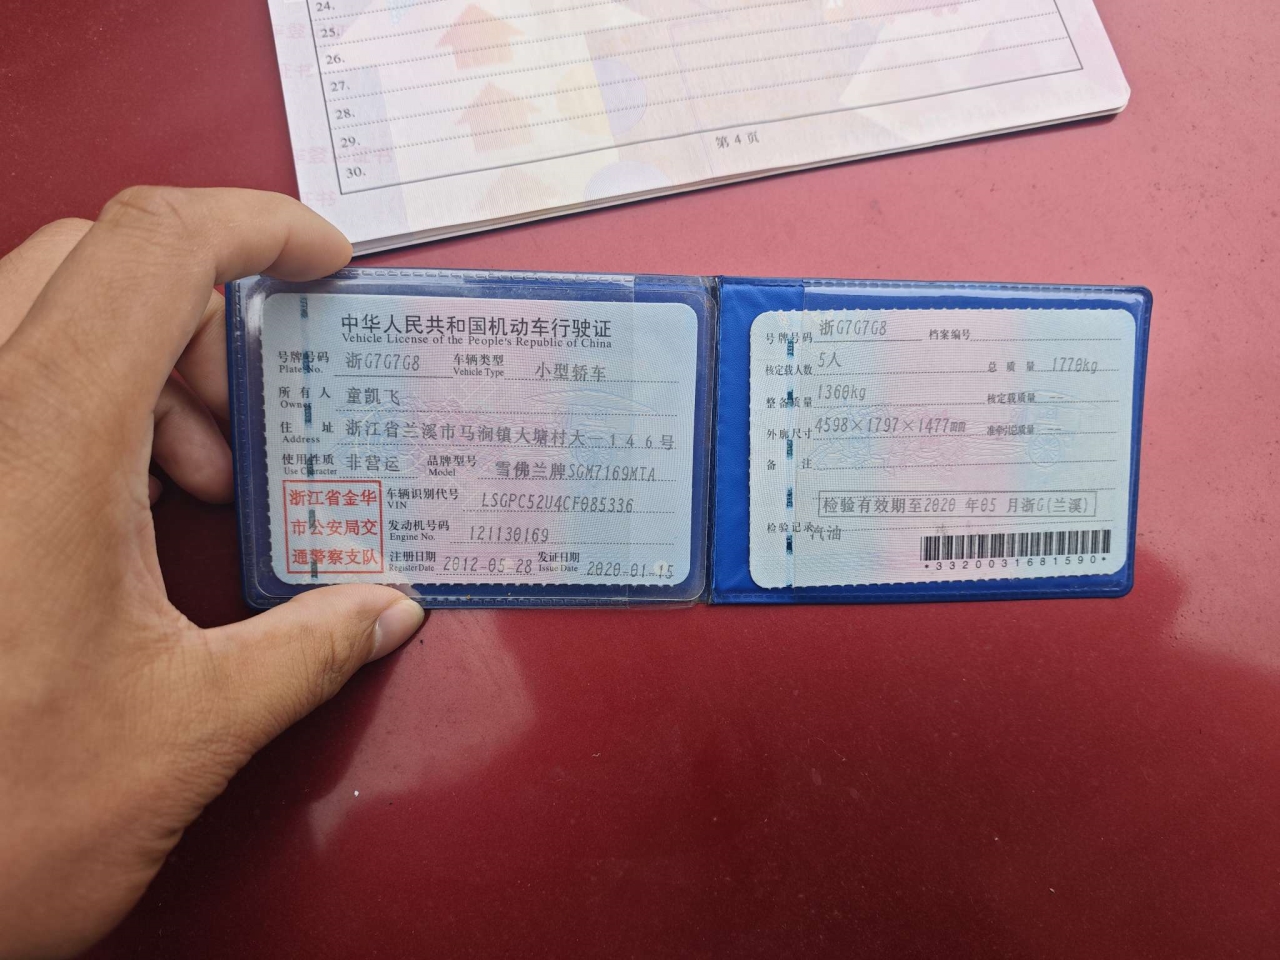 24.
25.
26.
27.
28.
29.
30.
第 4 页
中华人民共和国机动车行驶证
Vehicle License of the People's Republic of China
号牌号码 浙G7G7G8 车辆类型 小型轿车
Plate No. Vehicle Type
所有人 童凯飞
Owner
住址 浙江省兰溪市马涧镇大塘村大一146号
Address
使用性质 非营运 品牌型号 雪佛兰牌SGM7169MTA
Use Character Model
浙江省金华
市公安局交
通警察支队
车辆识别代号 LSGPC52U4CF085336
VIN
发动机号码 121130169
Engine No.
注册日期 2012-05-28 发证日期 2020-01-15
Register Date Issue Date
号牌号码 浙G7G7G8 档案编号
核定载人数 5人 总质量 1770kg
整备质量 1360kg 核定载质量 --
外廓尺寸 4598×1797×1477mm 准牵引总质量 --
备注
检验有效期至2020年05月浙G(兰溪)
检验记录
汽油
*3320031681590*